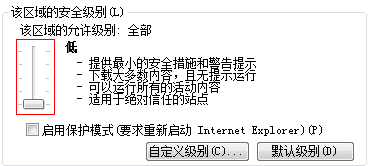 该区域的安全级别(L)
该区域的允许级别: 全部
低
- 提供最小的安全措施和警告提示
- 下载大多数内容，且无提示运行
- 可以运行所有的活动内容
- 适用于绝对信任的站点
启用保护模式(要求重新启动 Internet Explorer)(P)
自定义级别(C)... 默认级别(D)